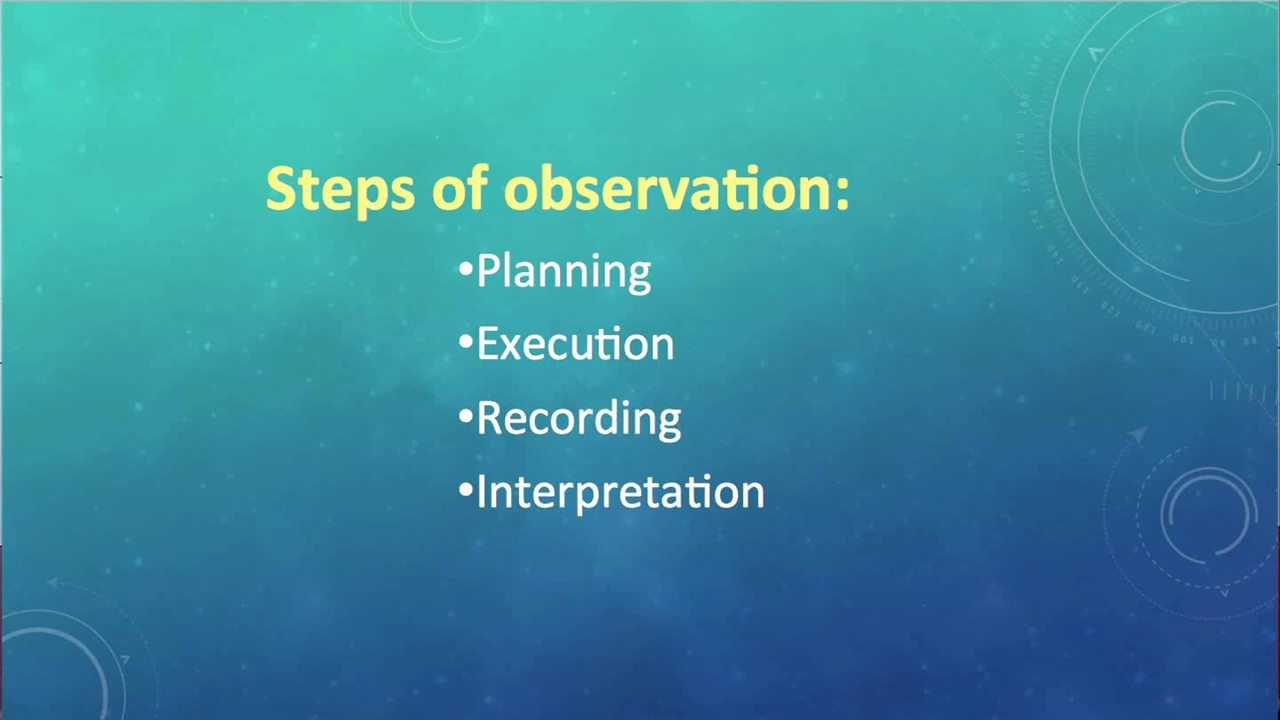 Steps of observation:
•Planning
•Execution
•Recording
•Interpretation